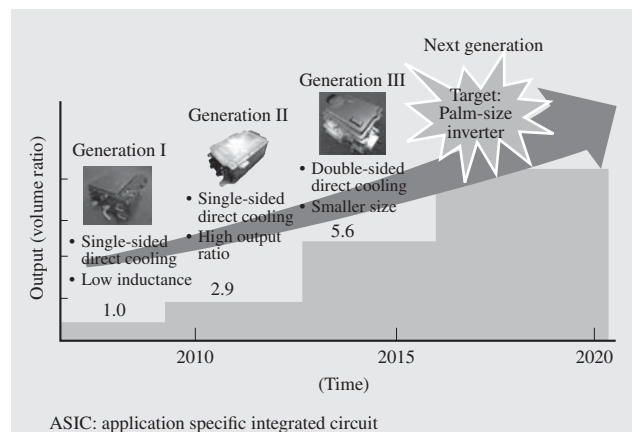 Next generation
Generation III
Target:
Palm-size
inverter
Generation II
Generation I
• Double-sided
direct cooling
• Smaller size
• Single-sided
direct cooling
• High output
ratio
• Single-sided
direct cooling
• Low inductance
5.6
2.9
1.0
Output (volume ratio)
2010
2015
2020
(Time)
ASIC: application specific integrated circuit